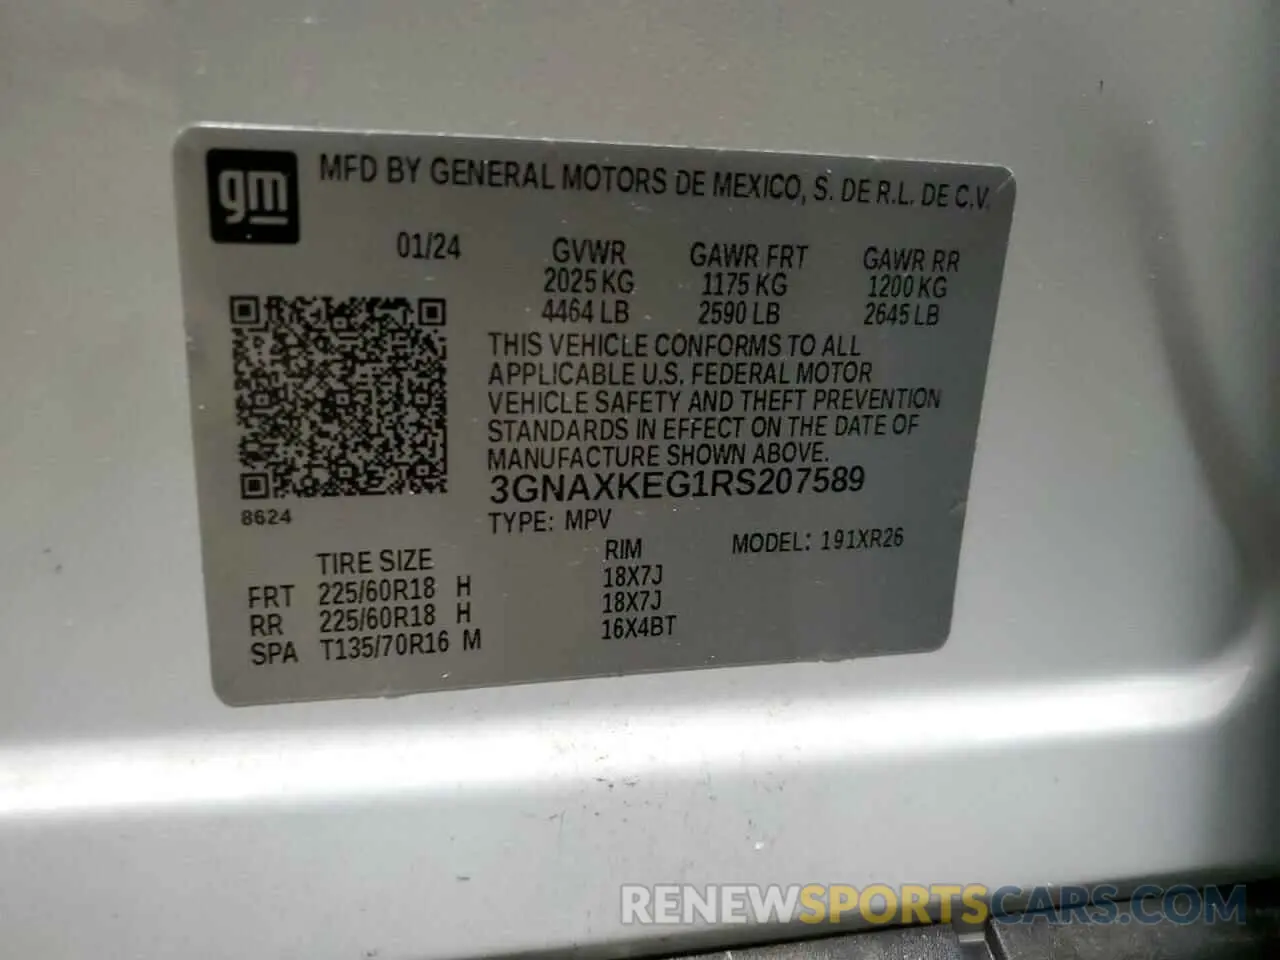 gm
MFD BY GENERAL MOTORS DE MEXICO, S. DE R.L. DE C.V.
01/24 GVWR GAWR FRT GAWR RR
2025 KG 1175 KG 1200 KG
4464 LB 2590 LB 2645 LB
THIS VEHICLE CONFORMS TO ALL
APPLICABLE U.S. FEDERAL MOTOR
VEHICLE SAFETY AND THEFT PREVENTION
STANDARDS IN EFFECT ON THE DATE OF
MANUFACTURE SHOWN ABOVE.
3GNAXKEG1RS207589
8624
TYPE: MPV
MODEL: 191XR26
TIRE SIZE RIM
FRT 225/60R18 H 18X7J
RR 225/60R18 H 18X7J
SPA T135/70R16 M 16X4BT
RENEWSPORTSCARS.COM